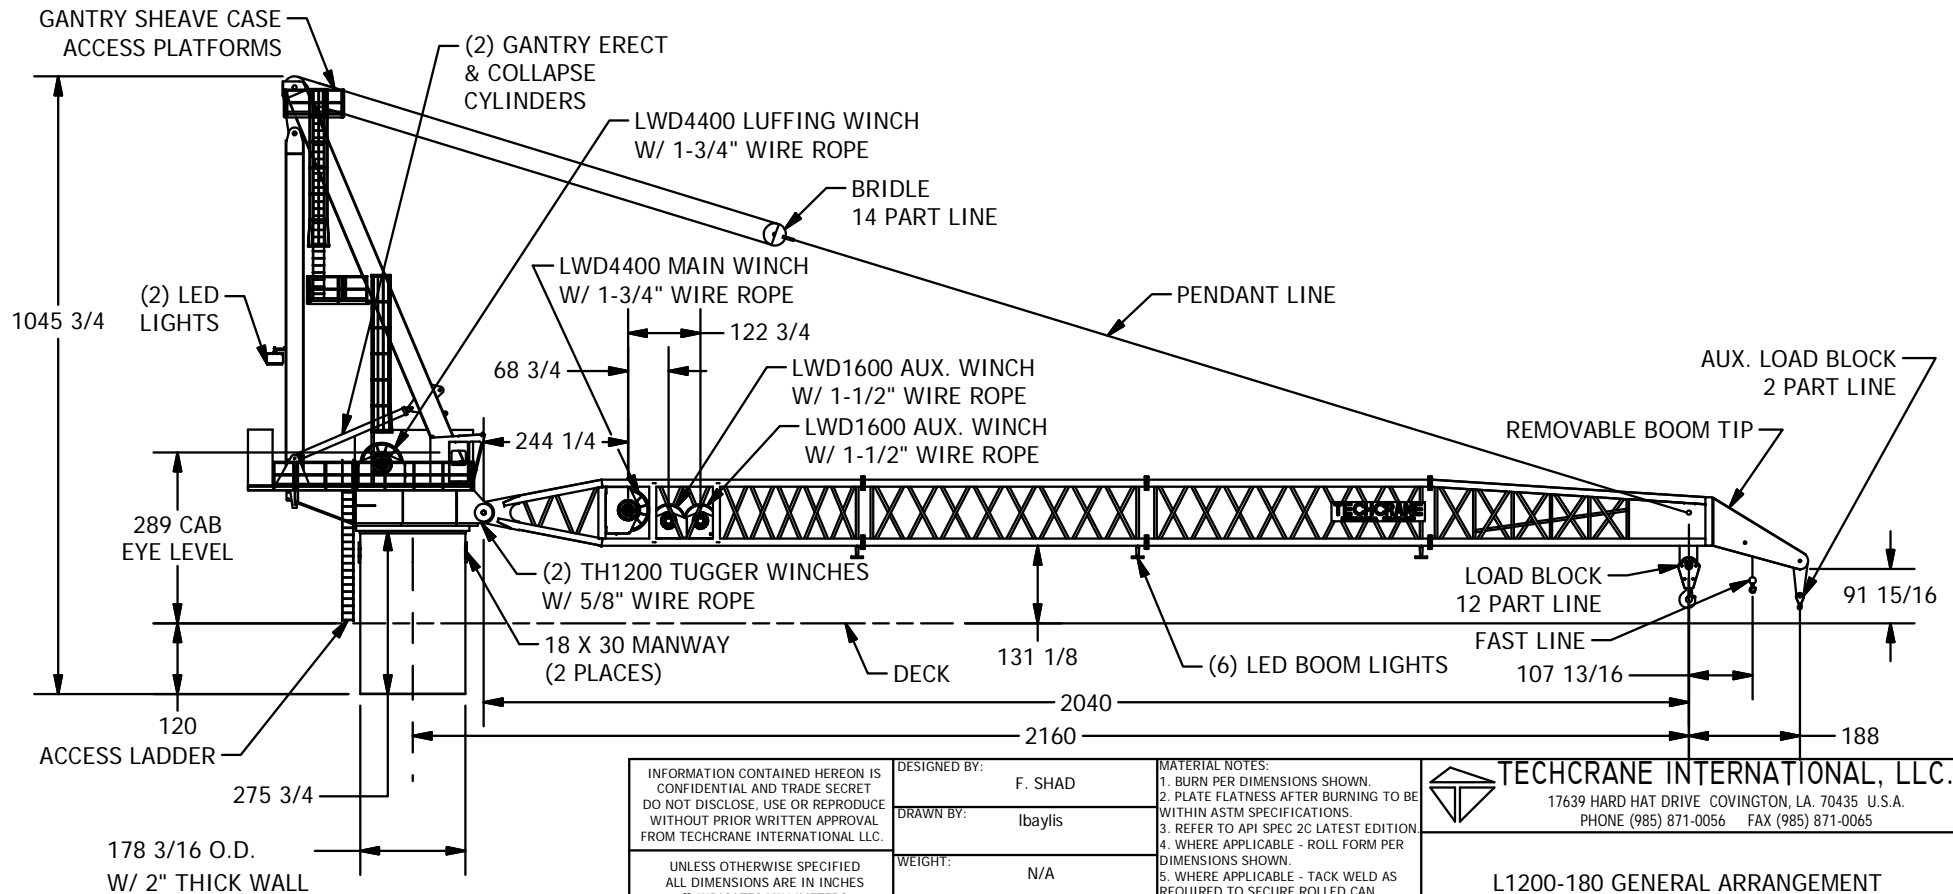 GANTRY SHEAVE CASE
ACCESS PLATFORMS
(2) GANTRY ERECT
& COLLAPSE
CYLINDERS
LWD4400 LUFFING WINCH
W/ 1-3/4" WIRE ROPE
BRIDLE
14 PART LINE
LWD4400 MAIN WINCH
W/ 1-3/4" WIRE ROPE
PENDANT LINE
(2) LED
LIGHTS
1045 3/4
122 3/4
68 3/4
LWD1600 AUX. WINCH
W/ 1-1/2" WIRE ROPE
AUX. LOAD BLOCK
2 PART LINE
LWD1600 AUX. WINCH
W/ 1-1/2" WIRE ROPE
REMOVABLE BOOM TIP
244 1/4
TECHCRANE
289 CAB
EYE LEVEL
(2) TH1200 TUGGER WINCHES
W/ 5/8" WIRE ROPE
LOAD BLOCK
12 PART LINE
91 15/16
FAST LINE
18 X 30 MANWAY
(2 PLACES)
DECK
131 1/8
(6) LED BOOM LIGHTS
107 13/16
2040
120
2160
188
ACCESS LADDER
275 3/4
178 3/16 O.D.
W/ 2" THICK WALL
INFORMATION CONTAINED HEREON IS
CONFIDENTIAL AND TRADE SECRET
DO NOT DISCLOSE, USE OR REPRODUCE
WITHOUT PRIOR WRITTEN APPROVAL
FROM TECHCRANE INTERNATIONAL LLC.
UNLESS OTHERWISE SPECIFIED
ALL DIMENSIONS ARE IN INCHES
DESIGNED BY:
F. SHAD
DRAWN BY:
lbaylis
WEIGHT:
N/A
MATERIAL NOTES:
1. BURN PER DIMENSIONS SHOWN.
2. PLATE FLATNESS AFTER BURNING TO BE
WITHIN ASTM SPECIFICATIONS.
3. REFER TO API SPEC 2C LATEST EDITION.
4. WHERE APPLICABLE - ROLL FORM PER
DIMENSIONS SHOWN.
5. WHERE APPLICABLE - TACK WELD AS
REQUIRED TO SECURE ROLLED CAN
TECHCRANE INTERNATIONAL, LLC.
17639 HARD HAT DRIVE COVINGTON, LA. 70435 U.S.A.
PHONE (985) 871-0056 FAX (985) 871-0065
L1200-180 GENERAL ARRANGEMENT